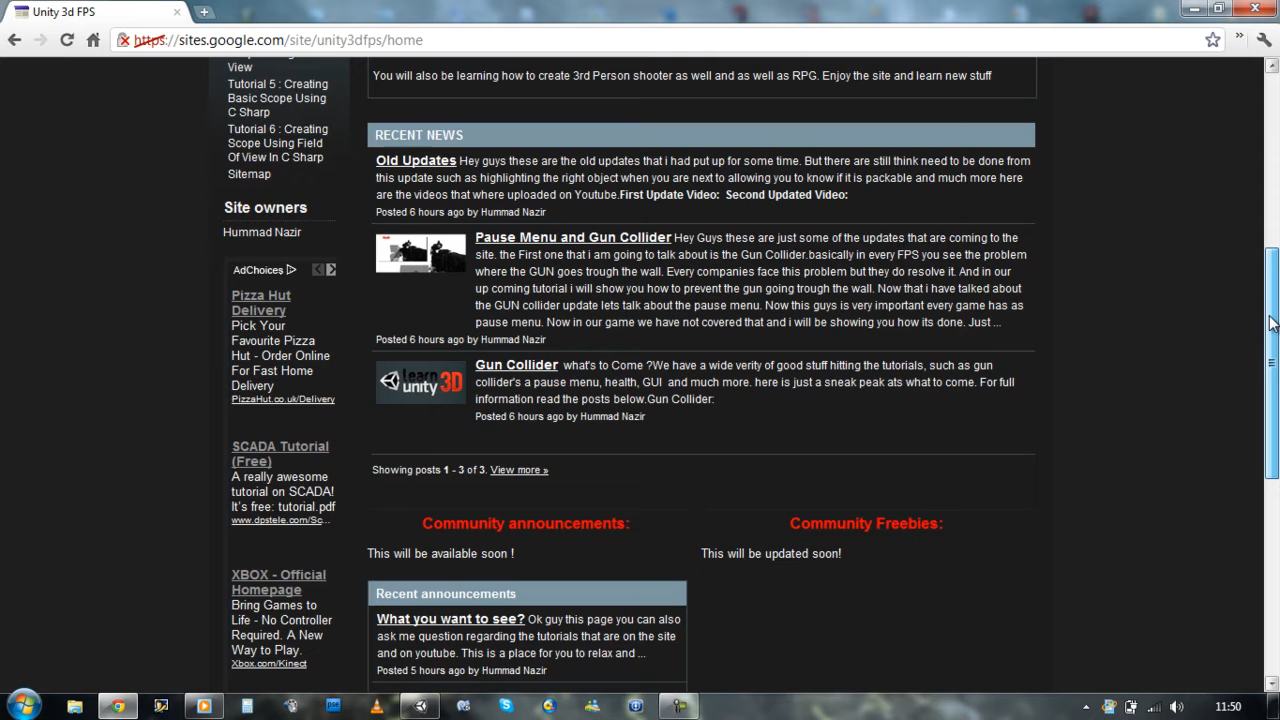 Unity 3d FPS
https://sites.google.com/site/unity3dfps/home
View
Tutorial 5 : Creating
Basic Scope Using
C Sharp
Tutorial 6 : Creating
Scope Using Field
Of View In C Sharp
Sitemap
Site owners
Hummad Nazir
AdChoices
Pizza Hut
Delivery
Pick Your
Favourite Pizza
Hut - Order Online
For Fast Home
Delivery
PizzaHut.co.uk/Delivery
SCADA Tutorial
(Free)
A really awesome
tutorial on SCADA!
It's free: tutorial.pdf
www.dpstele.com/Sc...
XBOX - Official
Homepage
Bring Games to
Life - No Controller
Required. A New
Way to Play.
Xbox.com/Kinect
You will also be learning how to create 3rd Person shooter as well and as well as RPG. Enjoy the site and learn new stuff
RECENT NEWS
Old Updates Hey guys these are the old updates that i had put up for some time. But there are still think need to be done from
this update such as highlighting the right object when you are next to allowing you to know if it is packable and much more here
are the videos that where uploaded on Youtube.First Update Video: Second Updated Video:
Posted 6 hours ago by Hummad Nazir
Pause Menu and Gun Collider Hey Guys these are just some of the updates that are coming to the
site. the First one that i am going to talk about is the Gun Collider.basically in every FPS you see the problem
where the GUN goes trough the wall. Every companies face this problem but they do resolve it. And in our
up coming tutorial i will show you how to prevent the gun going trough the wall. Now that i have talked about
the GUN collider update lets talk about the pause menu. Now this guys is very important every game has as
pause menu. Now in our game we have not covered that and i will be showing you how its done. Just ...
Posted 6 hours ago by Hummad Nazir
learn
unity 3D
Gun Collider what's to Come ?We have a wide verity of good stuff hitting the tutorials, such as gun
collider's a pause menu, health, GUI and much more. here is just a sneak peak ats what to come. For full
information read the posts below.Gun Collider:
Posted 6 hours ago by Hummad Nazir
Showing posts 1 - 3 of 3. View more »
Community announcements:
This will be available soon !
Community Freebies:
This will be updated soon!
Recent announcements
What you want to see? Ok guy this page you can also
ask me question regarding the tutorials that are on the site
and on youtube. This is a place for you to relax and ...
Posted 5 hours ago by Hummad Nazir
11:50